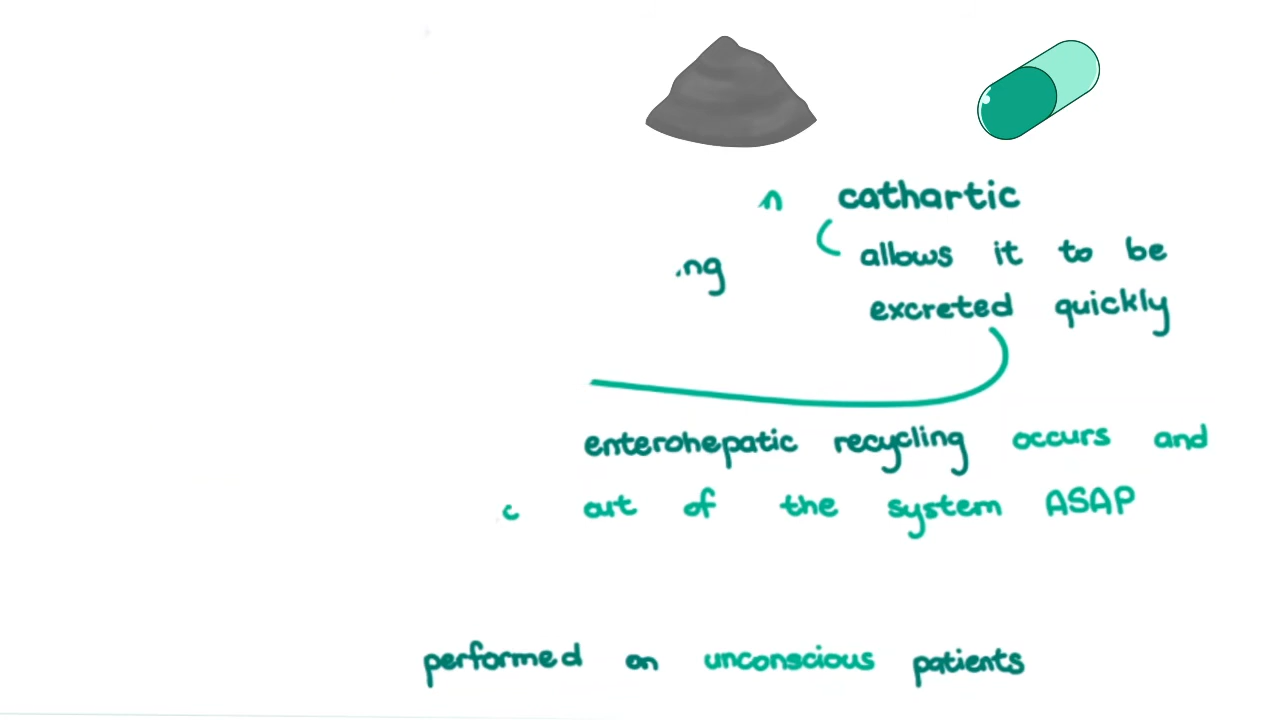 cathartic
allows it to be
excreted quickly
enterohepatic recycling occurs and
out of the system ASAP
performed on unconscious patients